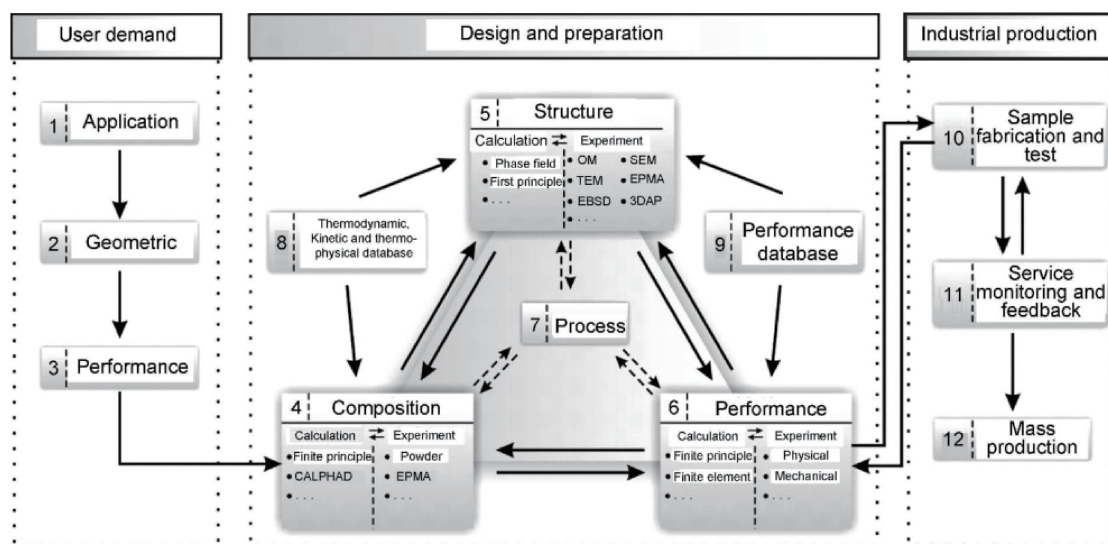 User demand
Design and preparation
Industrial production
1
Application
2
Geometric
3
Performance
5
Structure
Calculation ⇌ Experiment
• Phase field
• First principle
• . . .
• OM
• SEM
• TEM
• EPMA
• EBSD
• 3DAP
• . . .
8
Thermodynamic,
Kinetic and thermo-
physical database
9
Performance
database
7
Process
4
Composition
Calculation ⇌ Experiment
• Finite principle
• CALPHAD
• . . .
• Powder
• EPMA
• . . .
6
Performance
Calculation ⇌ Experiment
• Finite principle
• Finite element
• . . .
• Physical
• Mechanical
• . . .
10
Sample
fabrication and
test
11
Service
monitoring and
feedback
12
Mass
production